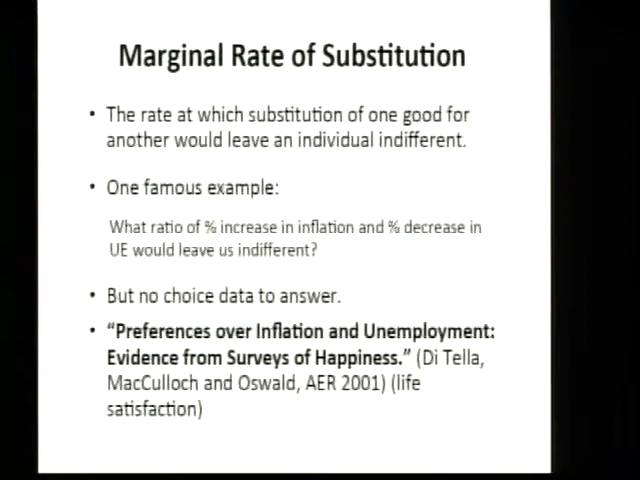 Marginal Rate of Substitution
• The rate at which substitution of one good for
another would leave an individual indifferent.
• One famous example:
What ratio of % increase in inflation and % decrease in
UE would leave us indifferent?
• But no choice data to answer.
• “Preferences over Inflation and Unemployment:
Evidence from Surveys of Happiness.” (Di Tella,
MacCulloch and Oswald, AER 2001) (life
satisfaction)